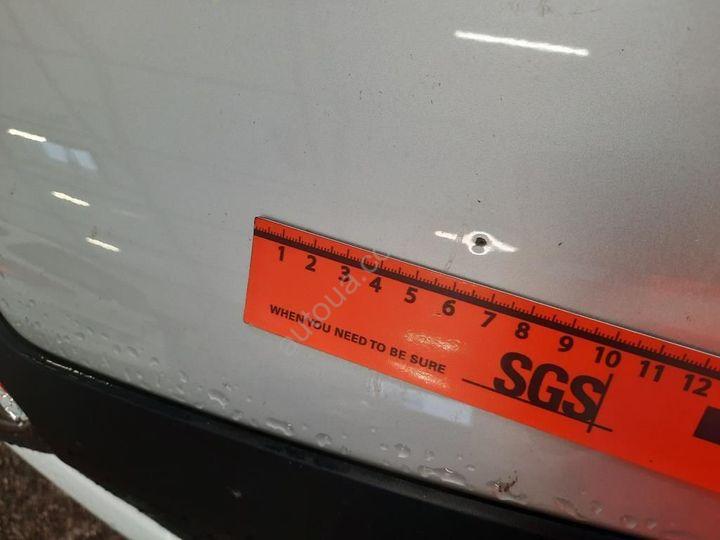 1 2 3 4 5 6 7 8 9 10 11 12
WHEN YOU NEED TO BE SURE
SGS
autoua.c